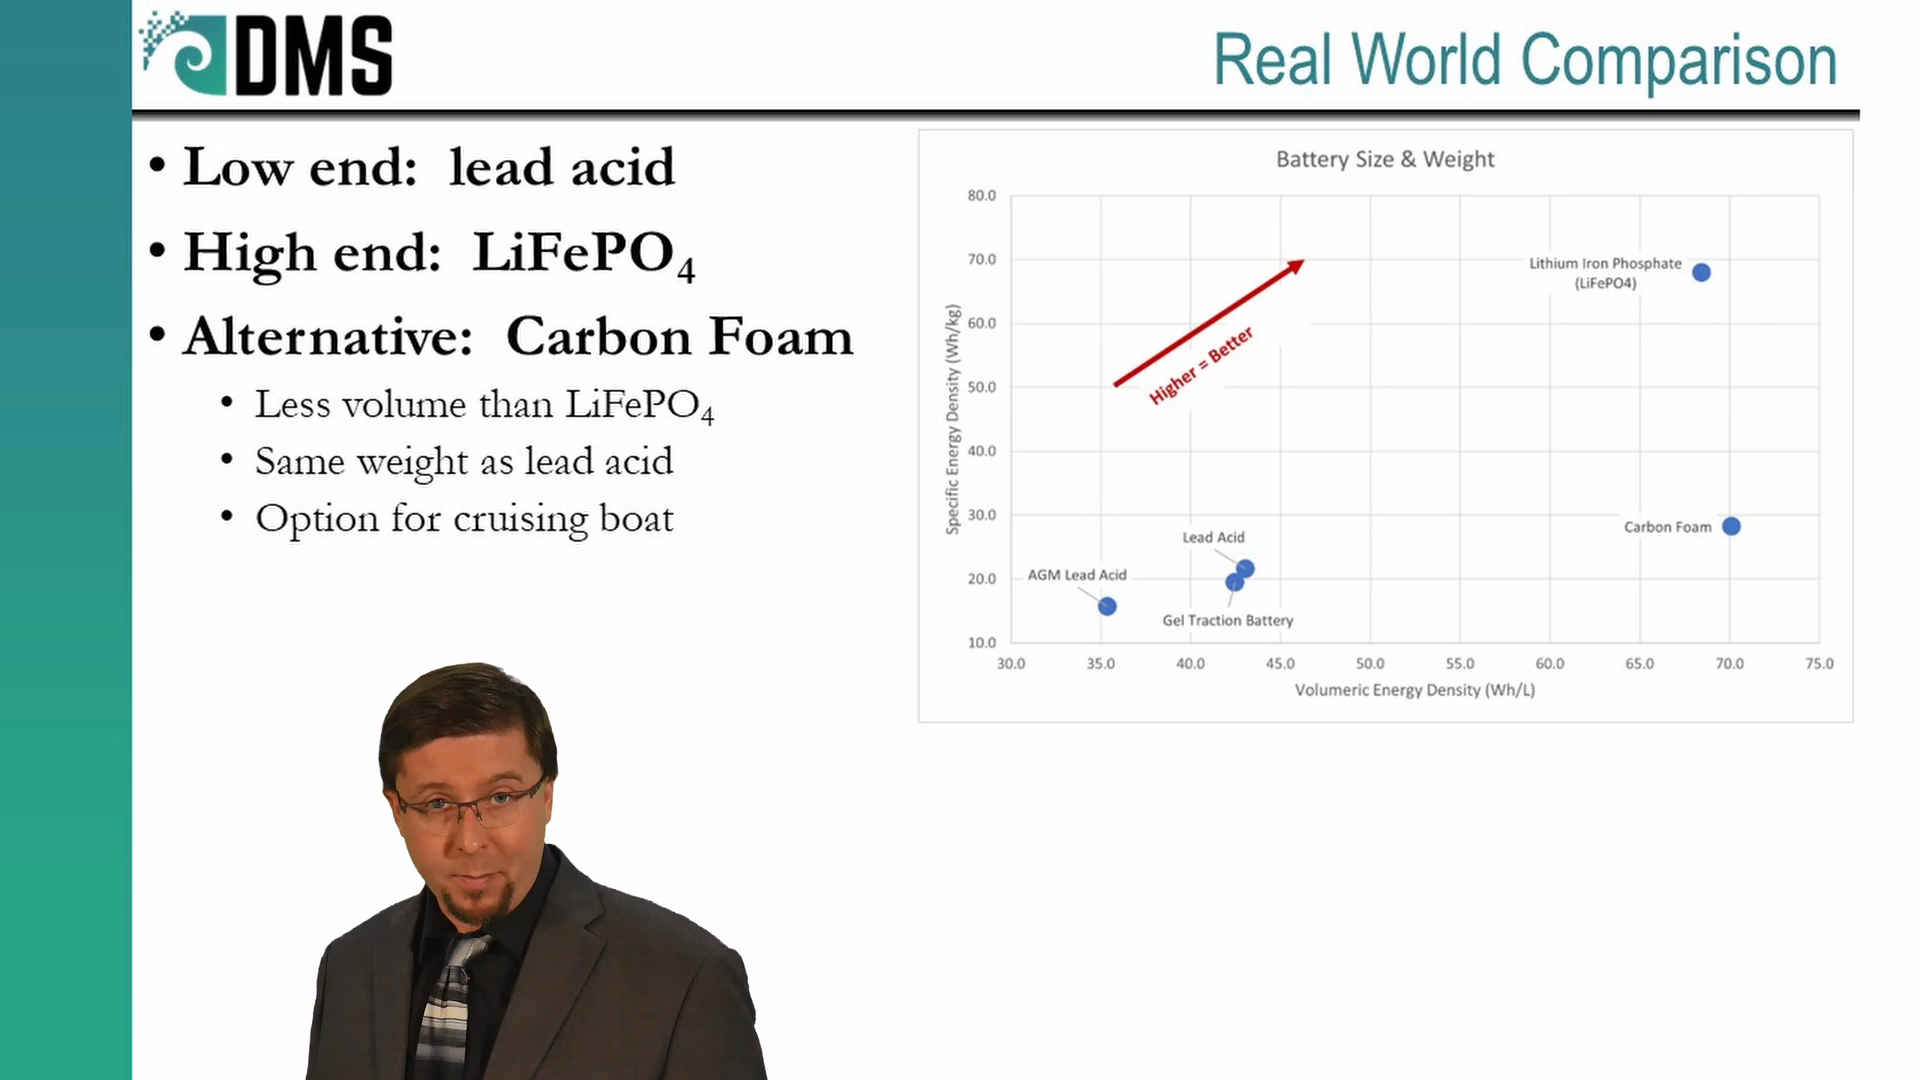 DMS
Real World Comparison
• Low end: lead acid
• High end: LiFePO4
• Alternative: Carbon Foam
• Less volume than LiFePO4
• Same weight as lead acid
• Option for cruising boat
Battery Size & Weight
80.0
70.0
60.0
50.0
40.0
30.0
20.0
10.0
Specific Energy Density (Wh/kg)
Higher = Better
Lithium Iron Phosphate
(LiFePO4)
Carbon Foam
Lead Acid
AGM Lead Acid
Gel Traction Battery
30.0 35.0 40.0 45.0 50.0 55.0 60.0 65.0 70.0 75.0
Volumeric Energy Density (Wh/L)